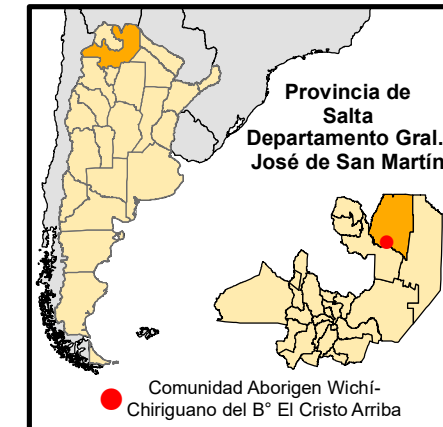 Provincia de
Salta
Departamento Gral.
José de San Martín
Comunidad Aborigen Wichí-
Chiriguano del B° El Cristo Arriba